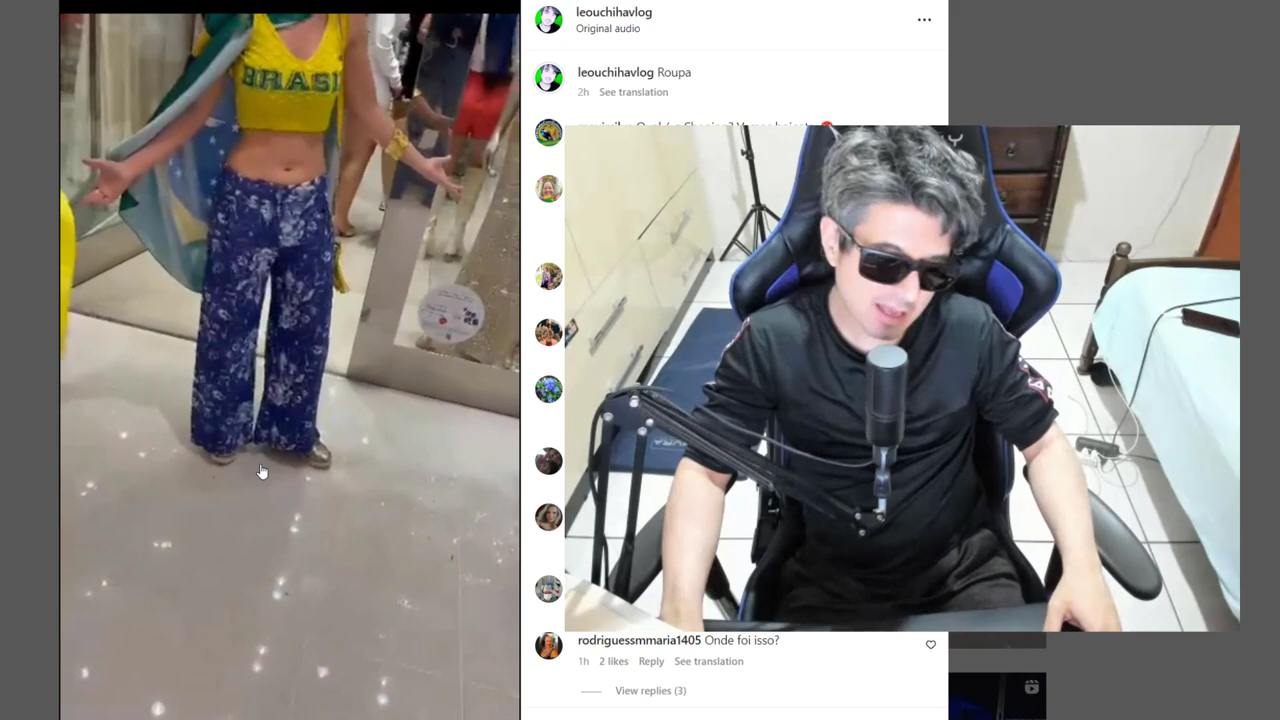 BRASI
leouchihavlog
Original audio
leouchihavlog Roupa
2h See translation
rodriguessmmaria1405 Onde foi isso?
1h 2 likes Reply See translation
View replies (3)